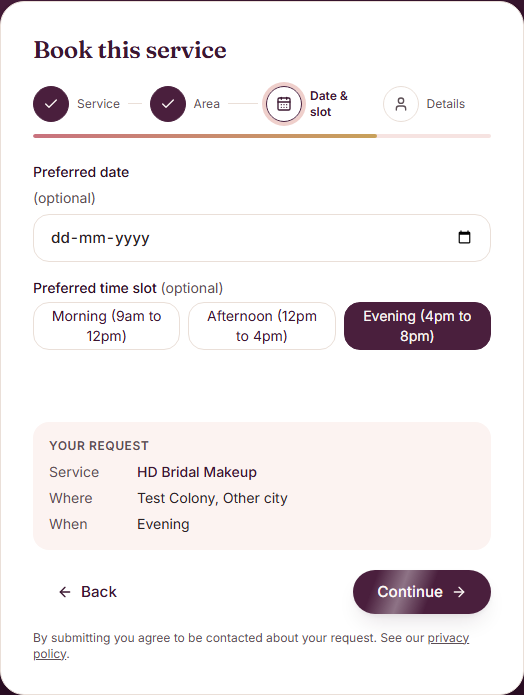 Book this service
Service
Area
Date &
slot
Details
Preferred date
(optional)
dd-mm-yyyy
Preferred time slot (optional)
Morning (9am to
12pm)
Afternoon (12pm
to 4pm)
Evening (4pm to
8pm)
YOUR REQUEST
Service HD Bridal Makeup
Where Test Colony, Other city
When Evening
← Back
Continue →
By submitting you agree to be contacted about your request. See our privacy
policy.